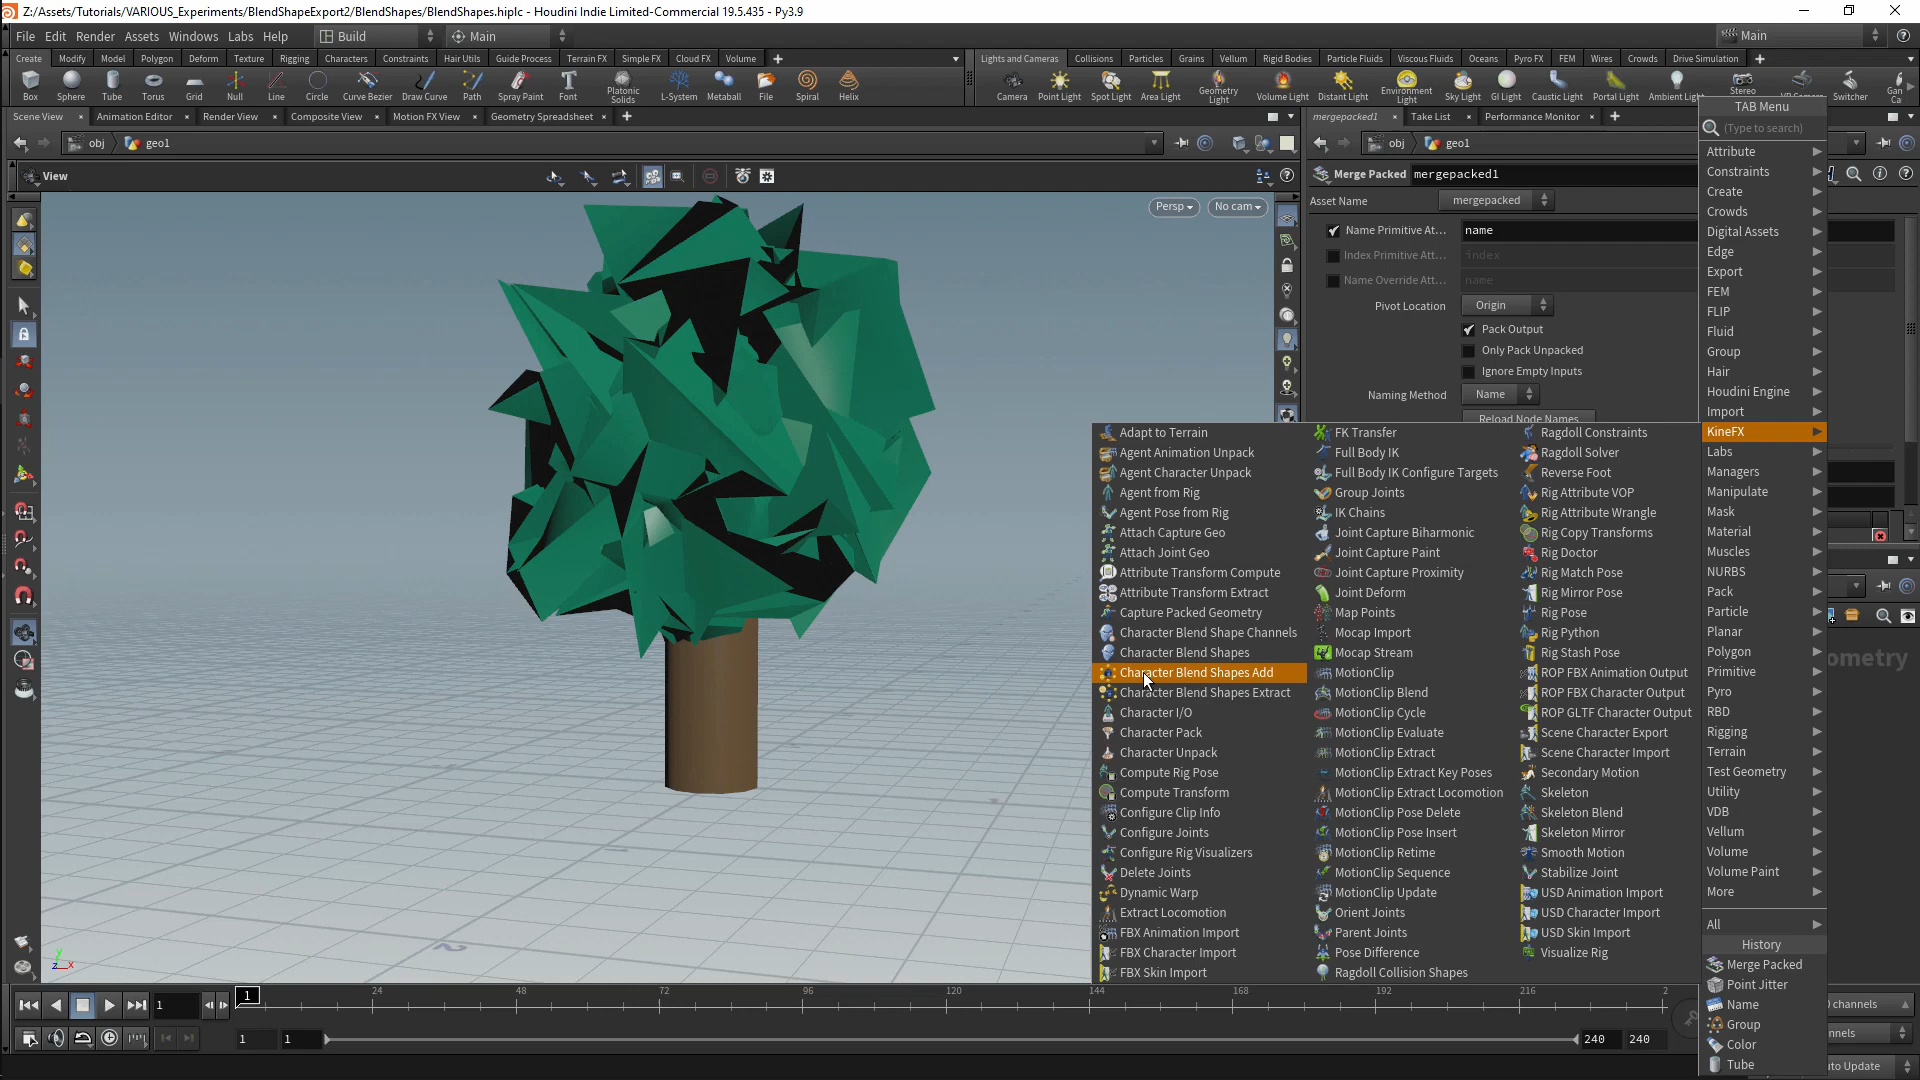 Z:/Assets/Tutorials/VARIOUS_Experiments/BlendShapeExport2/BlendShapes/BlendShapes.hiplc - Houdini Indie Limited-Commercial 19.5.435 - Py3.9
File Edit Render Assets Windows Labs Help Build Main Main
Create Modify Model Polygon Deform Texture Rigging Characters Constraints Hair Utils Guide Process Terrain FX Simple FX Cloud FX Volume
Lights and Cameras Collisions Particles Grains Vellum Rigid Bodies Particle Fluids Viscous Fluids Oceans Pyro FX FEM Wires Crowds Drive Simulation
Box Sphere Tube Torus Grid Null Line Circle Curve Bezier Draw Curve Path Spray Paint Font Platonic Solids L-System Metaball File Spiral Helix
Camera Point Light Spot Light Area Light Geometry Light Volume Light Distant Light Environment Light Sky Light GI Light Caustic Light Portal Light Ambient Light Stereo Switcher Gan Ca
Scene View Animation Editor Render View Composite View Motion FX View Geometry Spreadsheet
mergepacked1 Take List Performance Monitor
obj geo1
obj geo1
View
Persp No cam
Merge Packed mergepacked1
Asset Name mergepacked
Name Primitive At... name
Index Primitive Att... index
Name Override Att... name
Pivot Location Origin
Pack Output
Only Pack Unpacked
Ignore Empty Inputs
Naming Method Name
Reload Node Names
TAB Menu
(Type to search)
Attribute
Constraints
Create
Crowds
Digital Assets
Edge
Export
FEM
FLIP
Fluid
Group
Hair
Houdini Engine
Import
KineFX
Labs
Managers
Manipulate
Mask
Material
Muscles
NURBS
Pack
Particle
Planar
Polygon
Primitive
Pyro
RBD
Rigging
Terrain
Test Geometry
Utility
VDB
Vellum
Volume
Volume Paint
More
All
History
Merge Packed
Point Jitter
Name
Group
Color
Tube
Adapt to Terrain
Agent Animation Unpack
Agent Character Unpack
Agent from Rig
Agent Pose from Rig
Attach Capture Geo
Attach Joint Geo
Attribute Transform Compute
Attribute Transform Extract
Capture Packed Geometry
Character Blend Shape Channels
Character Blend Shapes
Character Blend Shapes Add
Character Blend Shapes Extract
Character I/O
Character Pack
Character Unpack
Compute Rig Pose
Compute Transform
Configure Clip Info
Configure Joints
Configure Rig Visualizers
Delete Joints
Dynamic Warp
Extract Locomotion
FBX Animation Import
FBX Character Import
FBX Skin Import
FK Transfer
Full Body IK
Full Body IK Configure Targets
Group Joints
IK Chains
Joint Capture Biharmonic
Joint Capture Paint
Joint Capture Proximity
Joint Deform
Map Points
Mocap Import
Mocap Stream
MotionClip
MotionClip Blend
MotionClip Cycle
MotionClip Evaluate
MotionClip Extract
MotionClip Extract Key Poses
MotionClip Extract Locomotion
MotionClip Pose Delete
MotionClip Pose Insert
MotionClip Retime
MotionClip Sequence
MotionClip Update
Orient Joints
Parent Joints
Pose Difference
Ragdoll Collision Shapes
Ragdoll Constraints
Ragdoll Solver
Reverse Foot
Rig Attribute VOP
Rig Attribute Wrangle
Rig Copy Transforms
Rig Doctor
Rig Match Pose
Rig Mirror Pose
Rig Pose
Rig Python
Rig Stash Pose
ROP FBX Animation Output
ROP FBX Character Output
ROP GLTF Character Output
Scene Character Export
Scene Character Import
Secondary Motion
Skeleton
Skeleton Blend
Skeleton Mirror
Smooth Motion
Stabilize Joint
USD Animation Import
USD Character Import
USD Skin Import
Visualize Rig
ometry
y z x
1 1 24 48 72 96 120 144 168 192 216 2
0 channels
1 1 240 240
nnels
uto Update